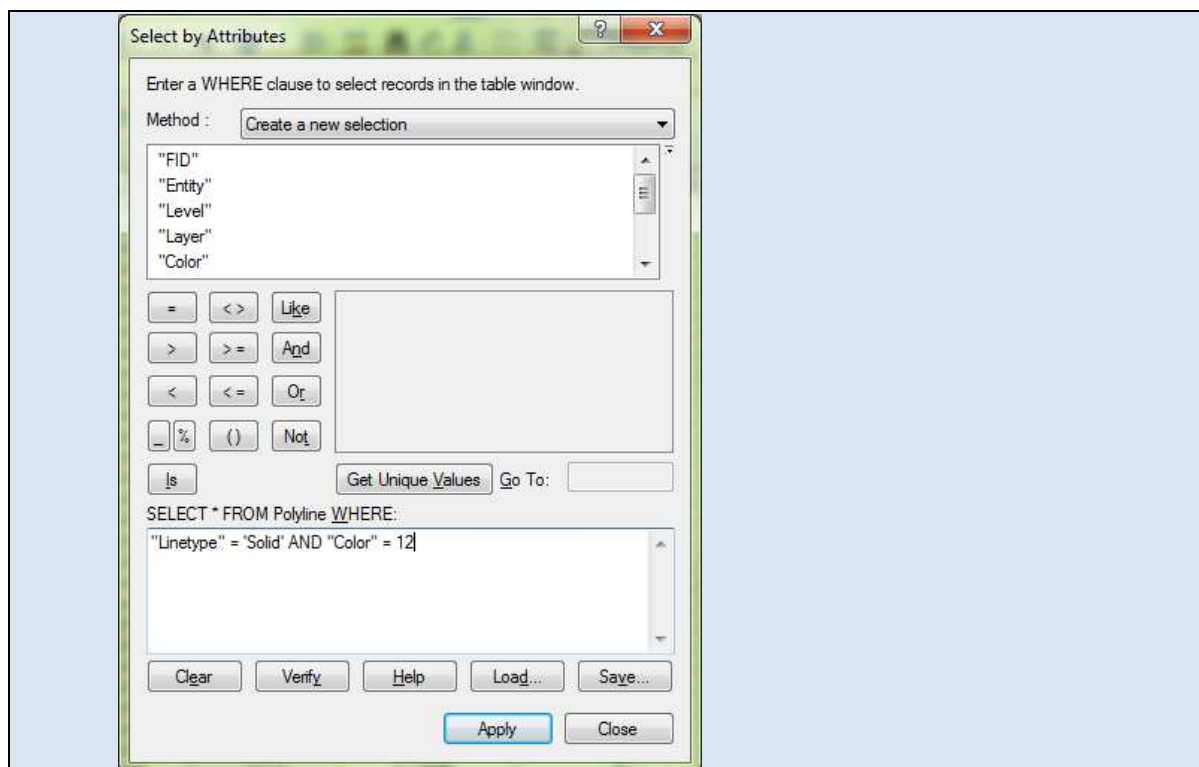 Select by Attributes
?
X
Enter a WHERE clause to select records in the table window.
Method : Create a new selection
"FID"
"Entity"
"Level"
"Layer"
"Color"
= < > Like
> > = And
< < = Or
_ % ( ) Not
Is Get Unique Values Go To:
SELECT * FROM Polyline WHERE:
"Linetype" = 'Solid' AND "Color" = 12
Clear Verify Help Load... Save...
Apply Close